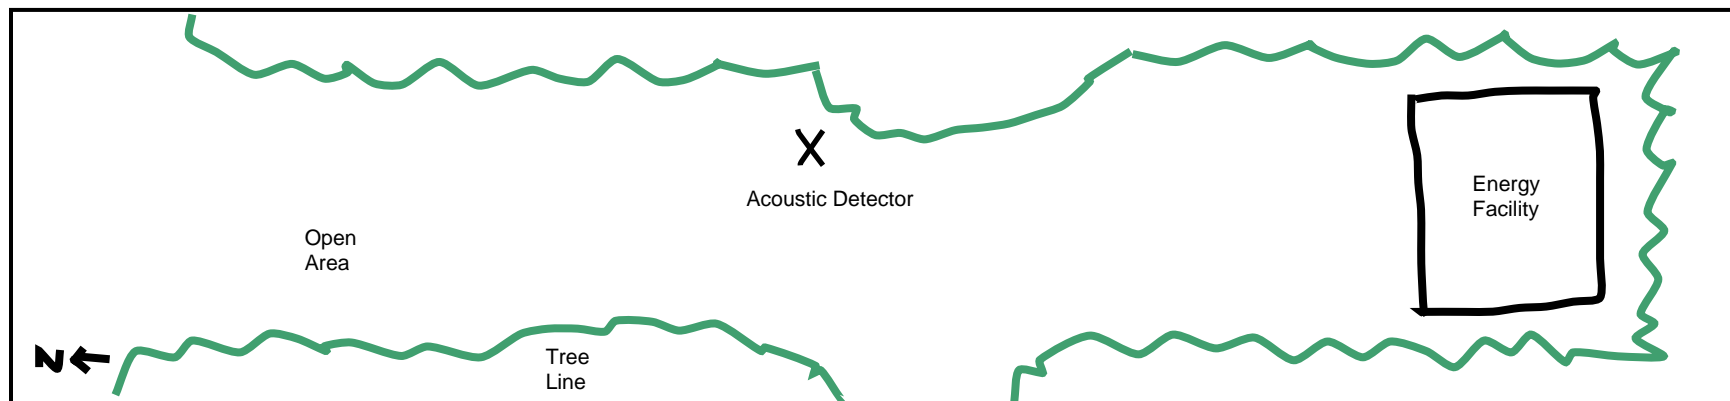 Acoustic Detector
Energy
Facility
Open
Area
Tree
Line
N